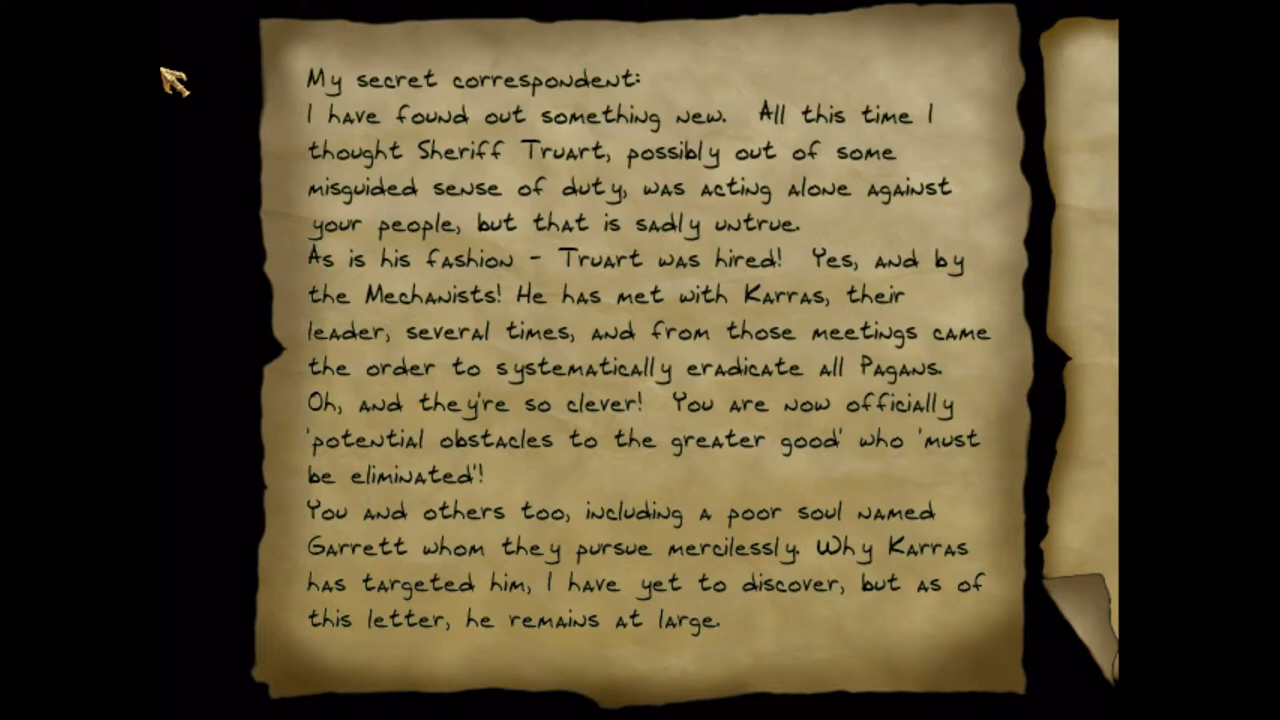 My secret correspondent:
I have found out something new. All this time I
thought Sheriff Truart, possibly out of some
misguided sense of duty, was acting alone against
your people, but that is sadly untrue.
As is his fashion - Truart was hired! Yes, and by
the Mechanists! He has met with Karras, their
leader, several times, and from those meetings came
the order to systematically eradicate all Pagans.
Oh, and they're so clever! You are now officially
'potential obstacles to the greater good' who 'must
be eliminated'!
You and others too, including a poor soul named
Garrett whom they pursue mercilessly. Why Karras
has targeted him, I have yet to discover, but as of
this letter, he remains at large.